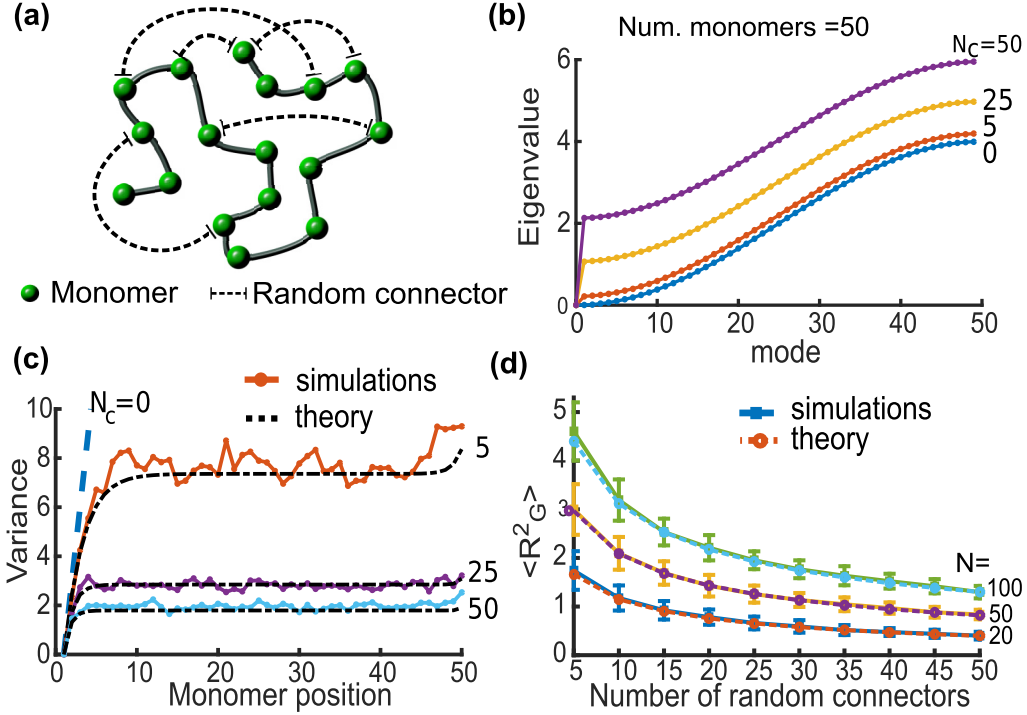 (a)
Monomer
Random connector
(b)
Num. monomers =50
N_C=50
25
5
0
Eigenvalue
6
4
2
0
0 10 20 30 40 50
mode
(c)
simulations
theory
N_C=0
5
25
50
Variance
10
8
6
4
2
0
0 10 20 30 40 50
Monomer position
(d)
simulations
theory
<R²_G>
5
4
3
2
1
0
N=
100
50
20
5 10 15 20 25 30 35 40 45 50
Number of random connectors